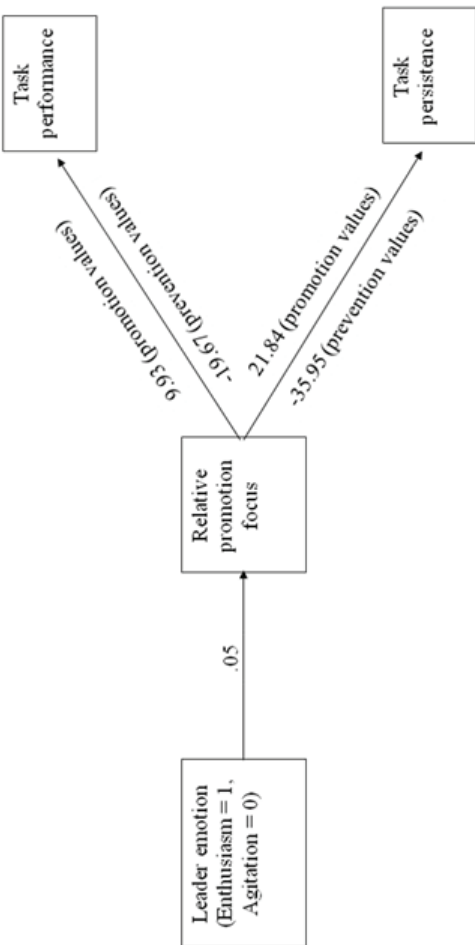 Leader emotion
(Enthusiasm = 1,
Agitation = 0)
.05
Relative
promotion
focus
9.93 (promotion values)
-19.67 (prevention values)
Task
performance
21.84 (promotion values)
-35.95 (prevention values)
Task
persistence